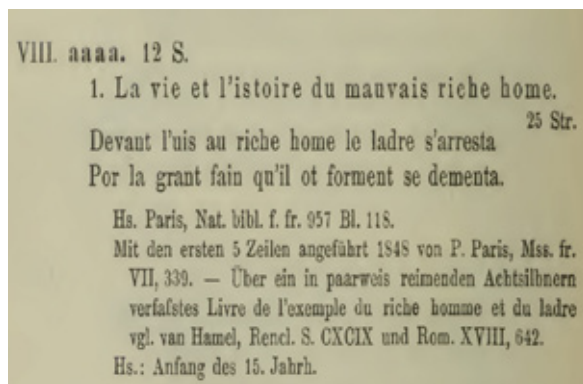 VIII. aaaa. 12 S.
1. La vie et l'istoire du mauvais riche home.
25 Str.
Devant l'uis au riche home le ladre s'arresta
Por la grant fain qu'il ot forment se dementa.
Hs. Paris, Nat. bibl. f. fr. 957 Bl. 118.
Mit den ersten 5 Zeilen angeführt 1848 von P. Paris, Mss. fr.
VII, 339. — Über ein in paarweis reimenden Achtsilbnern
verfaſstes Livre de l'exemple du riche homme et du ladre
vgl. van Hamel, Rencl. S. CXCIX und Rom. XVIII, 642.
Hs.: Anfang des 15. Jahrh.